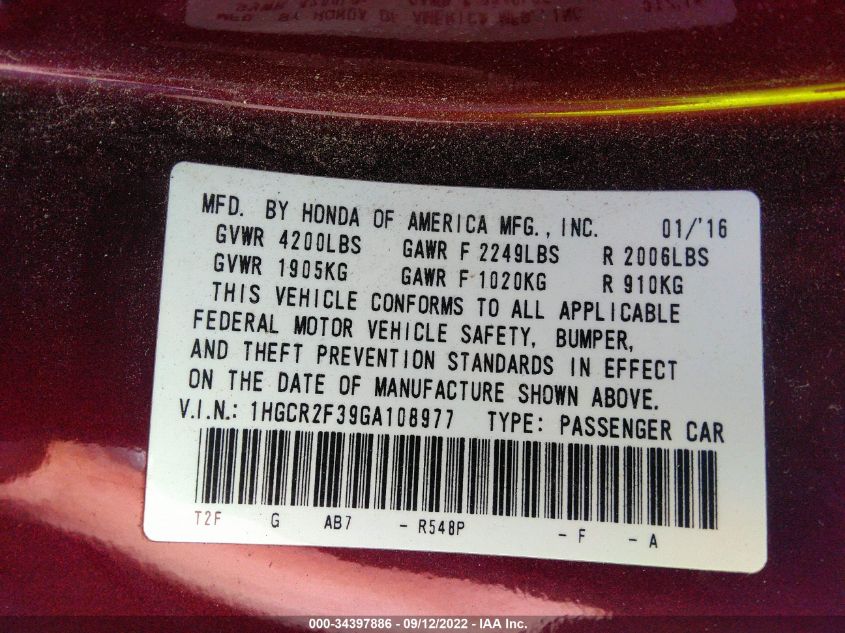 MFD. BY HONDA OF AMERICA MFG., INC. 01/'16
GVWR 4200LBS GAWR F 2249LBS R 2006LBS
GVWR 1905KG GAWR F 1020KG R 910KG
THIS VEHICLE CONFORMS TO ALL APPLICABLE
FEDERAL MOTOR VEHICLE SAFETY, BUMPER,
AND THEFT PREVENTION STANDARDS IN EFFECT
ON THE DATE OF MANUFACTURE SHOWN ABOVE.
V.I.N.: 1HGCR2F39GA108977 TYPE: PASSENGER CAR
T2F G AB7 - R548P - F - A
000-34397886 - 09/12/2022 - IAA Inc.